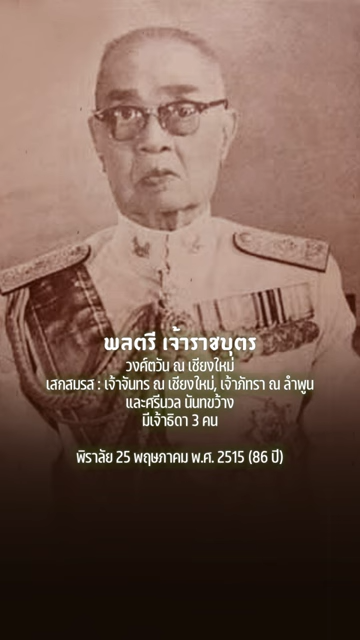 พลตรี เจ้าราชบุตร
วงศ์ตวัน ณ เชียงใหม่
เสกสมรส : เจ้าจันทร ณ เชียงใหม่, เจ้าภัทรา ณ ลำพูน
และศรีนวล นันทขว้าง
มีเจ้าธิดา 3 คน
พิราลัย 25 พฤษภาคม พ.ศ. 2515 (86 ปี)